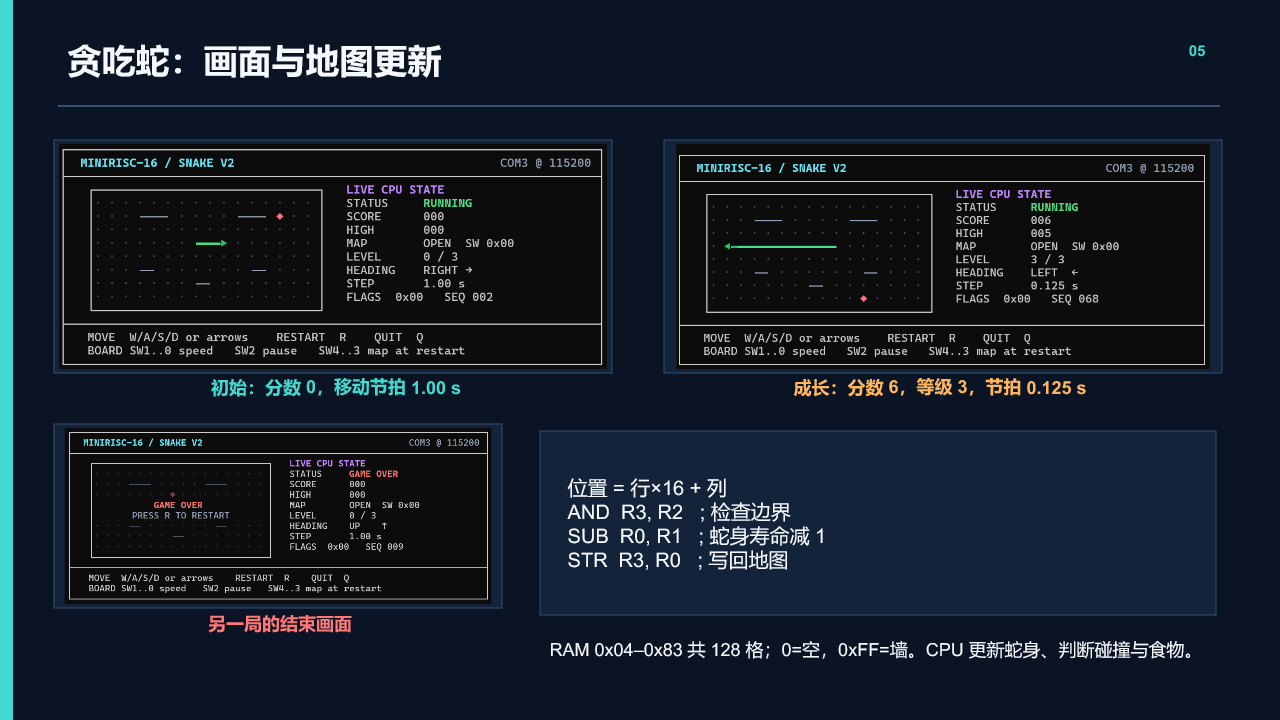 贪吃蛇：画面与地图更新
05
MINIRISC-16 / SNAKE V2
COM3 @ 115200
LIVE CPU STATE
STATUS RUNNING
SCORE 000
HIGH 000
MAP OPEN SW 0x00
LEVEL 0 / 3
HEADING RIGHT →
STEP 1.00 s
FLAGS 0x00 SEQ 002
MOVE W/A/S/D or arrows RESTART R QUIT Q
BOARD SW1..0 speed SW2 pause SW4..3 map at restart
初始：分数 0，移动节拍 1.00 s
MINIRISC-16 / SNAKE V2
COM3 @ 115200
LIVE CPU STATE
STATUS RUNNING
SCORE 006
HIGH 005
MAP OPEN SW 0x00
LEVEL 3 / 3
HEADING LEFT ←
STEP 0.125 s
FLAGS 0x00 SEQ 068
MOVE W/A/S/D or arrows RESTART R QUIT Q
BOARD SW1..0 speed SW2 pause SW4..3 map at restart
成长：分数 6，等级 3，节拍 0.125 s
MINIRISC-16 / SNAKE V2
COM3 @ 115200
GAME OVER
PRESS R TO RESTART
LIVE CPU STATE
STATUS GAME OVER
SCORE 000
HIGH 000
MAP OPEN SW 0x00
LEVEL 0 / 3
HEADING UP ↑
STEP 1.00 s
FLAGS 0x00 SEQ 009
MOVE W/A/S/D or arrows RESTART R QUIT Q
BOARD SW1..0 speed SW2 pause SW4..3 map at restart
另一局的结束画面
位置 = 行×16 + 列
AND R3, R2 ; 检查边界
SUB R0, R1 ; 蛇身寿命减 1
STR R3, R0 ; 写回地图
RAM 0x04–0x83 共 128 格；0=空，0xFF=墙。CPU 更新蛇身、判断碰撞与食物。